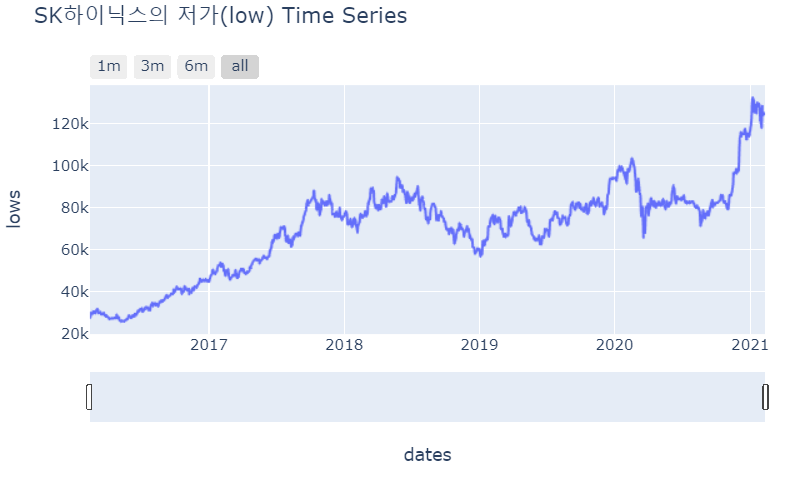 SK하이닉스의 저가(low) Time Series
1m 3m 6m all
120k
100k
80k
60k
40k
20k
lows
2017 2018 2019 2020 2021
dates